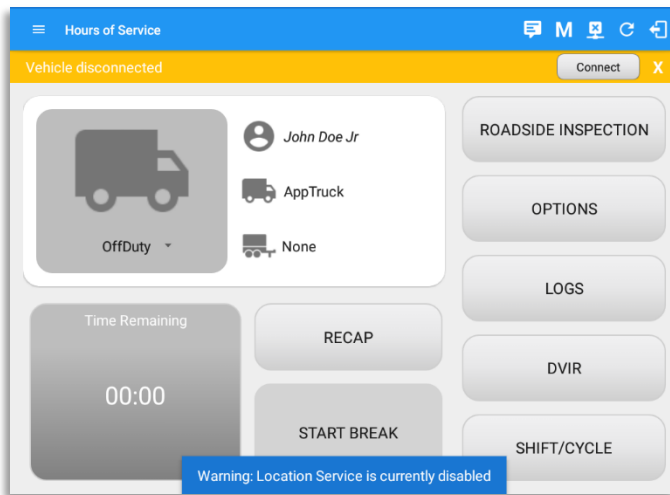 Hours of Service
M
Vehicle disconnected
Connect
X
John Doe Jr
AppTruck
None
OffDuty
ROADSIDE INSPECTION
OPTIONS
LOGS
DVIR
SHIFT/CYCLE
Time Remaining
00:00
RECAP
START BREAK
Warning: Location Service is currently disabled